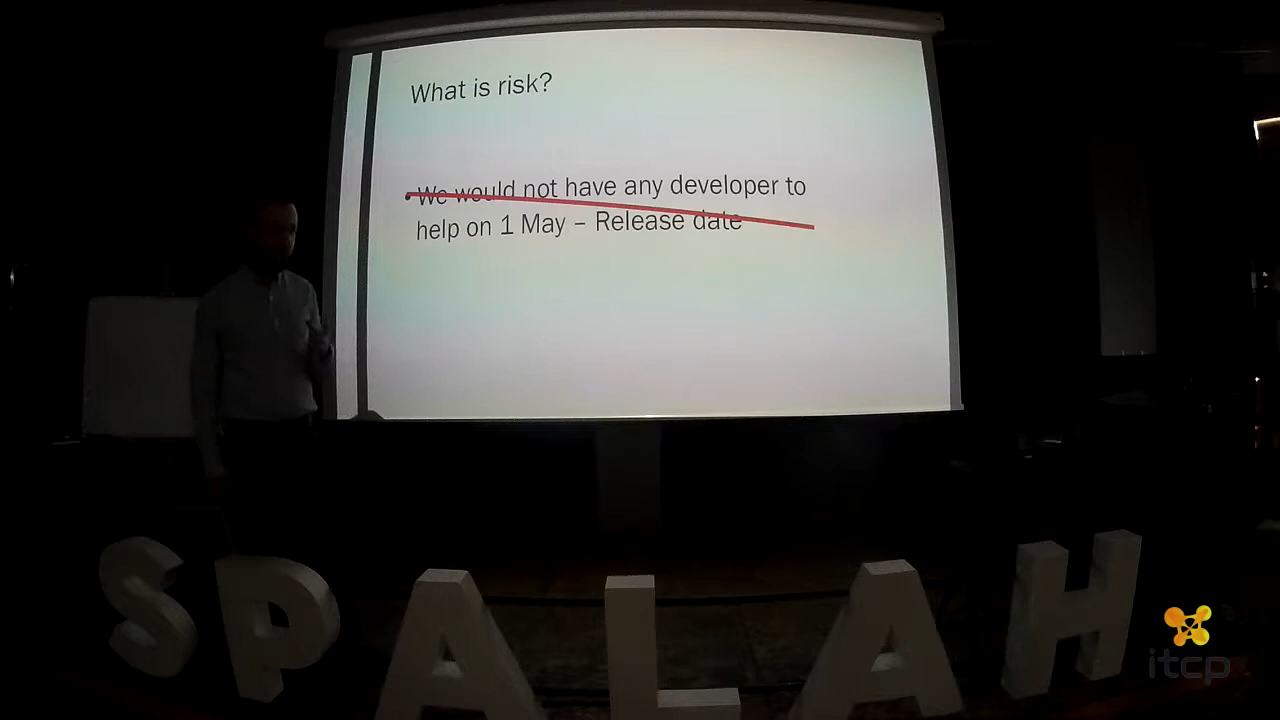 What is risk?
• We would not have any developer to
help on 1 May – Release date
SPALAH
itcp